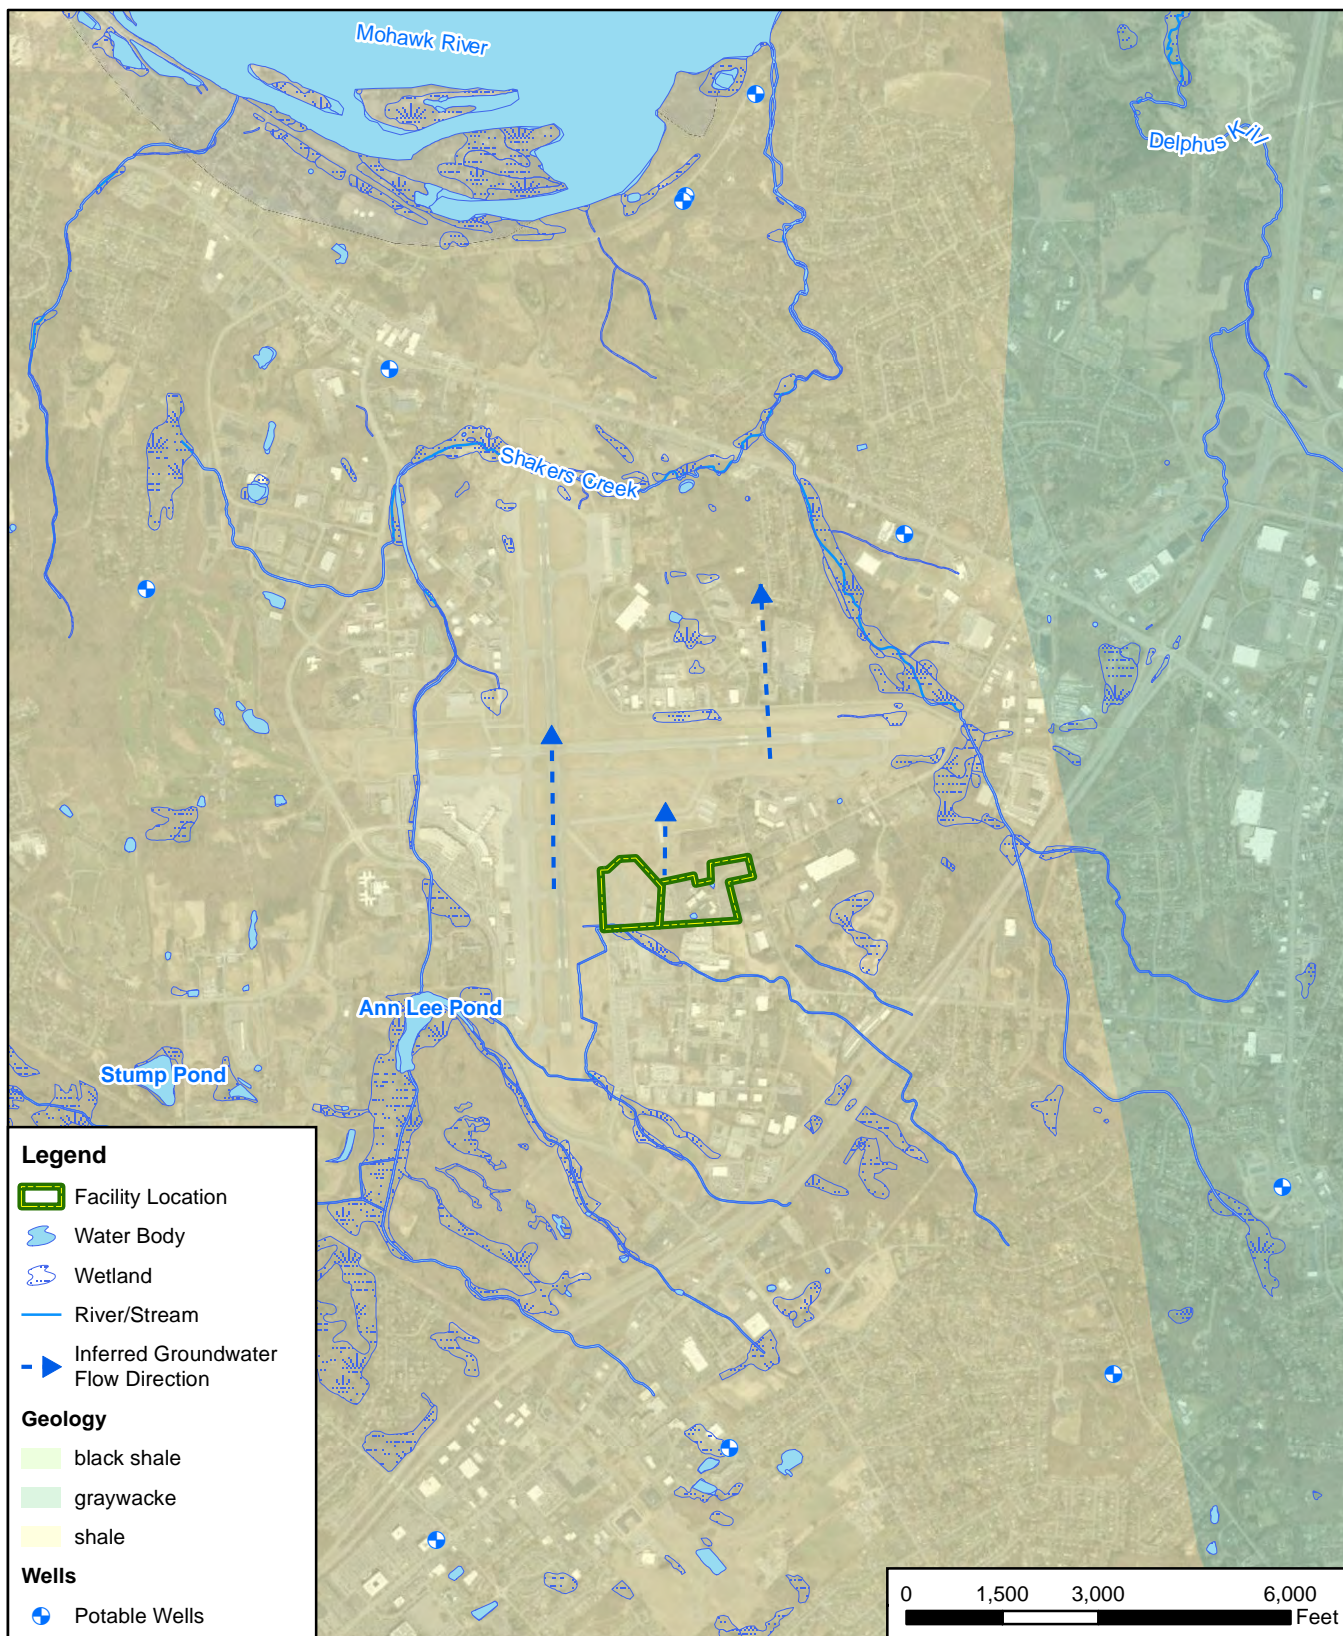 Mohawk River
Delphus Kill
Shakers Creek
Ann Lee Pond
Stump Pond
Legend
Facility Location
Water Body
Wetland
River/Stream
Inferred Groundwater
Flow Direction
Geology
black shale
graywacke
shale
Wells
Potable Wells
0 1,500 3,000 6,000
Feet